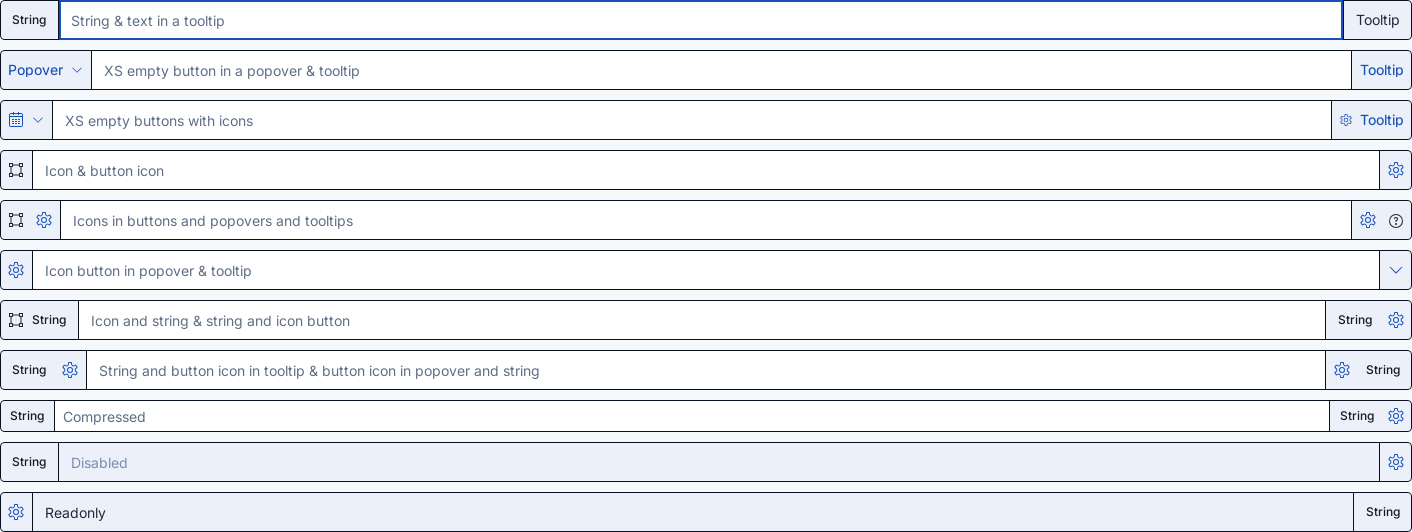 String String & text in a tooltip Tooltip
Popover XS empty button in a popover & tooltip Tooltip
XS empty buttons with icons Tooltip
Icon & button icon
Icons in buttons and popovers and tooltips
Icon button in popover & tooltip
String Icon and string & string and icon button String
String String and button icon in tooltip & button icon in popover and string String
String Compressed String
String Disabled
Readonly String